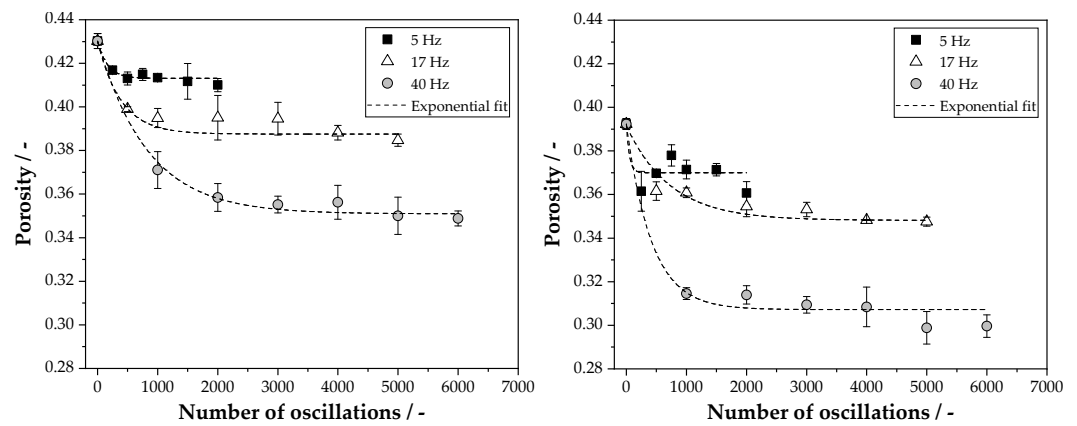 0.44
0.42
0.40
0.38
0.36
0.34
0.32
0.30
0.28
Porosity / -
5 Hz
17 Hz
40 Hz
Exponential fit
0 1000 2000 3000 4000 5000 6000 7000
Number of oscillations / -
0.44
0.42
0.40
0.38
0.36
0.34
0.32
0.30
0.28
Porosity / -
5 Hz
17 Hz
40 Hz
Exponential fit
0 1000 2000 3000 4000 5000 6000 7000
Number of oscillations / -